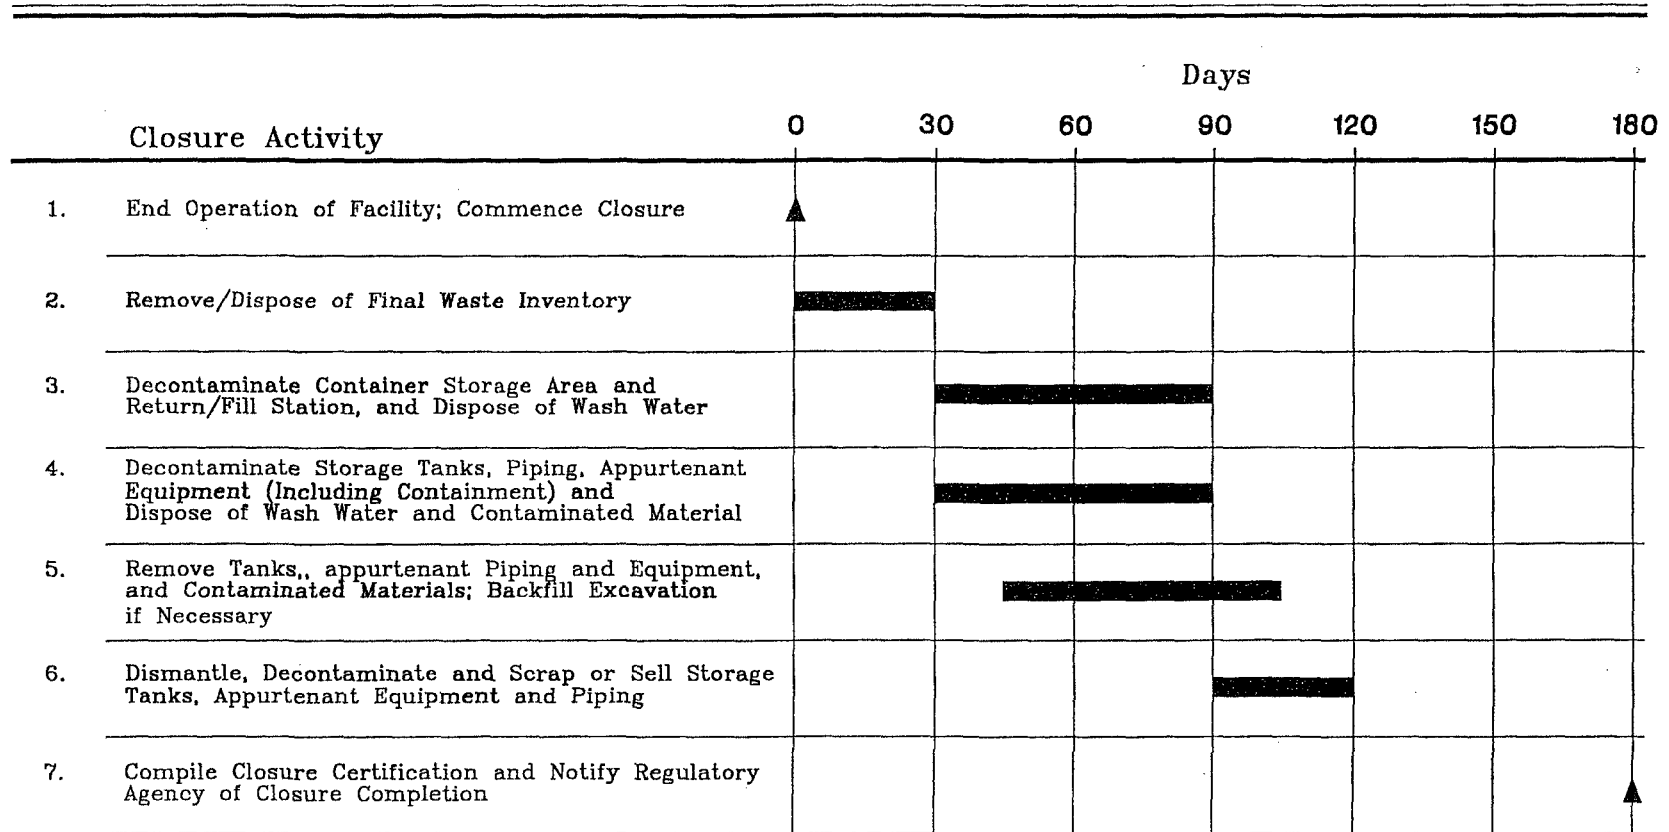 Days
Closure Activity 0 30 60 90 120 150 180
1. End Operation of Facility; Commence Closure
2. Remove/Dispose of Final Waste Inventory
3. Decontaminate Container Storage Area and
Return/Fill Station, and Dispose of Wash Water
4. Decontaminate Storage Tanks, Piping, Appurtenant
Equipment (Including Containment) and
Dispose of Wash Water and Contaminated Material
5. Remove Tanks,, appurtenant Piping and Equipment,
and Contaminated Materials; Backfill Excavation
if Necessary
6. Dismantle, Decontaminate and Scrap or Sell Storage
Tanks, Appurtenant Equipment and Piping
7. Compile Closure Certification and Notify Regulatory
Agency of Closure Completion